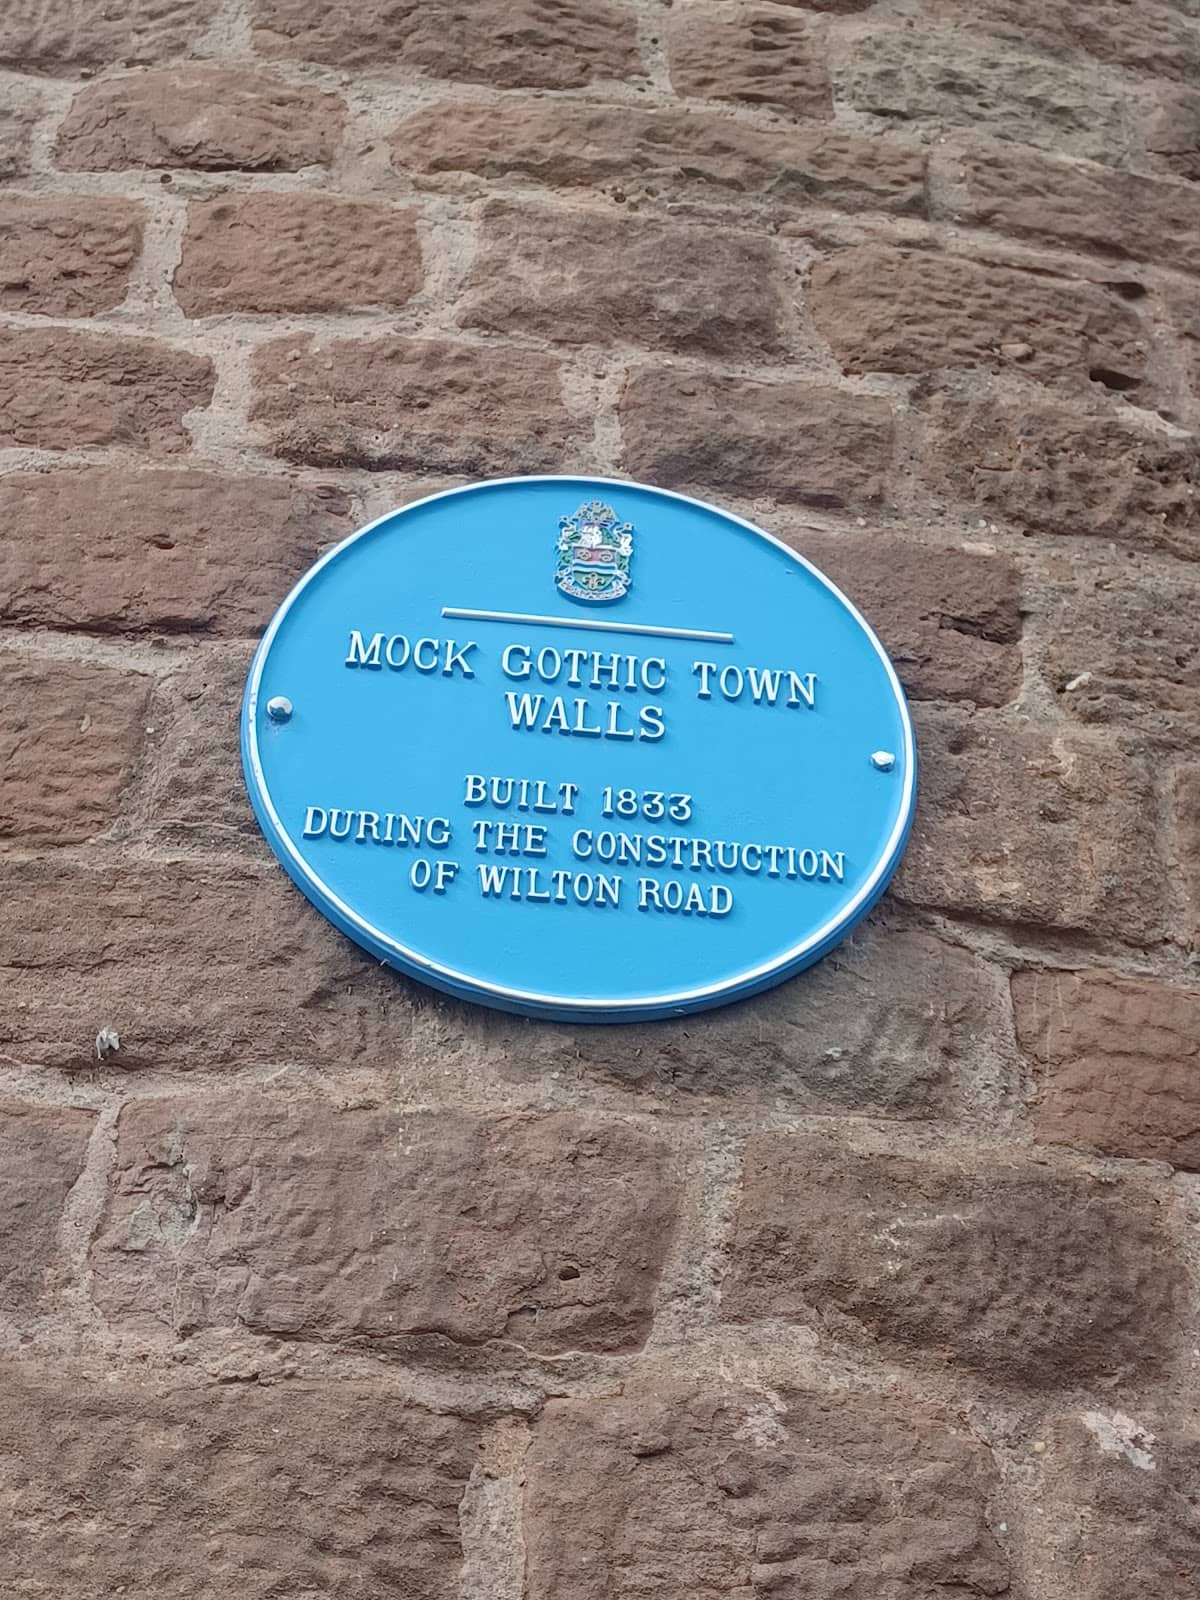 MOCK GOTHIC TOWN
WALLS
BUILT 1833
DURING THE CONSTRUCTION
OF WILTON ROAD